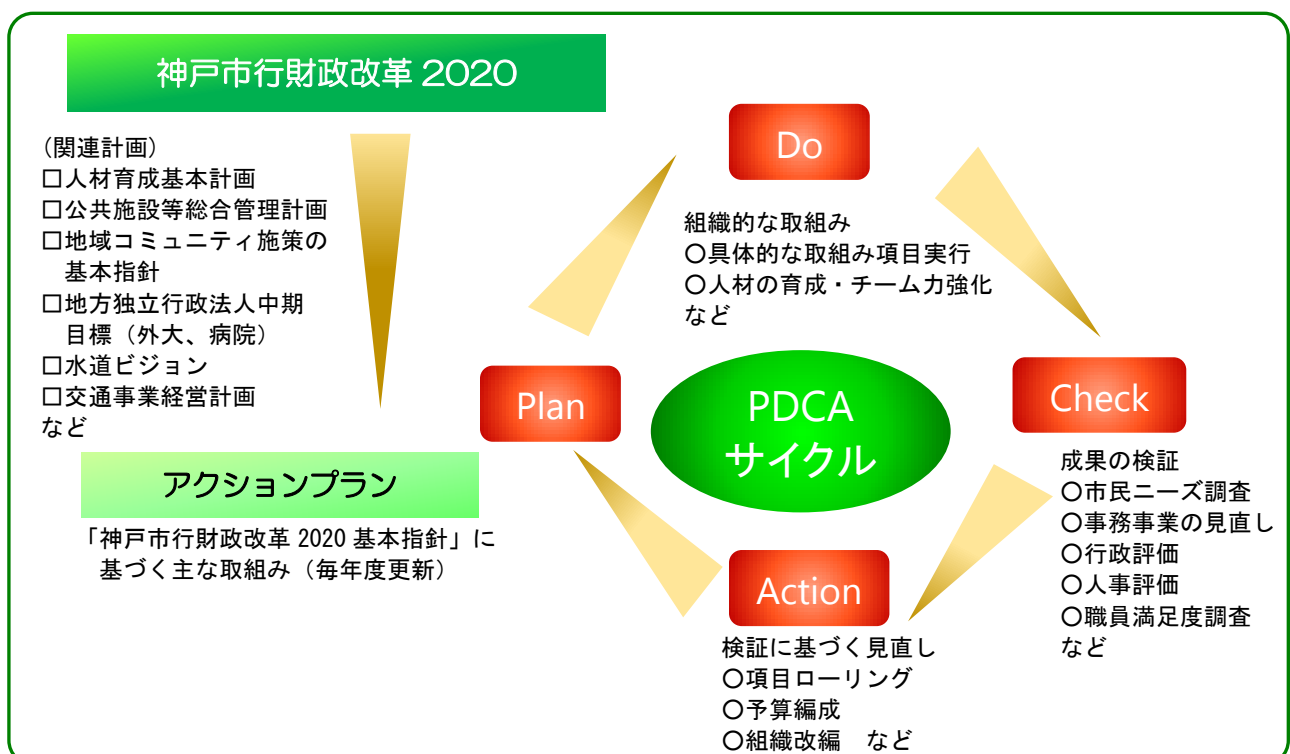 神戸市行財政改革 2020
(関連計画)
□人材育成基本計画
□公共施設等総合管理計画
□地域コミュニティ施策の
基本指針
□地方独立行政法人中期
目標（外大、病院）
□水道ビジョン
□交通事業経営計画
など
アクションプラン
「神戸市行財政改革 2020 基本指針」に
基づく主な取組み（毎年度更新）
Plan
Do
組織的な取組み
○具体的な取組み項目実行
○人材の育成・チーム力強化
など
PDCA
サイクル
Check
成果の検証
○市民ニーズ調査
○事務事業の見直し
○行政評価
○人事評価
○職員満足度調査
など
Action
検証に基づく見直し
○項目ローリング
○予算編成
○組織改編　など